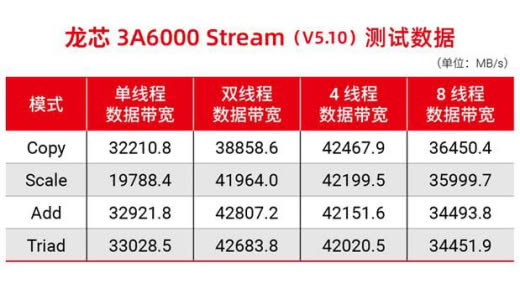 龙芯 3A6000 Stream（V5.10）测试数据
（单位：MB/s）
模式 单线程数据带宽 双线程数据带宽 4 线程数据带宽 8 线程数据带宽
Copy 32210.8 38858.6 42467.9 36450.4
Scale 19788.4 41964.0 42199.5 35999.7
Add 32921.8 42807.2 42151.6 34493.8
Triad 33028.5 42683.8 42020.5 34451.9